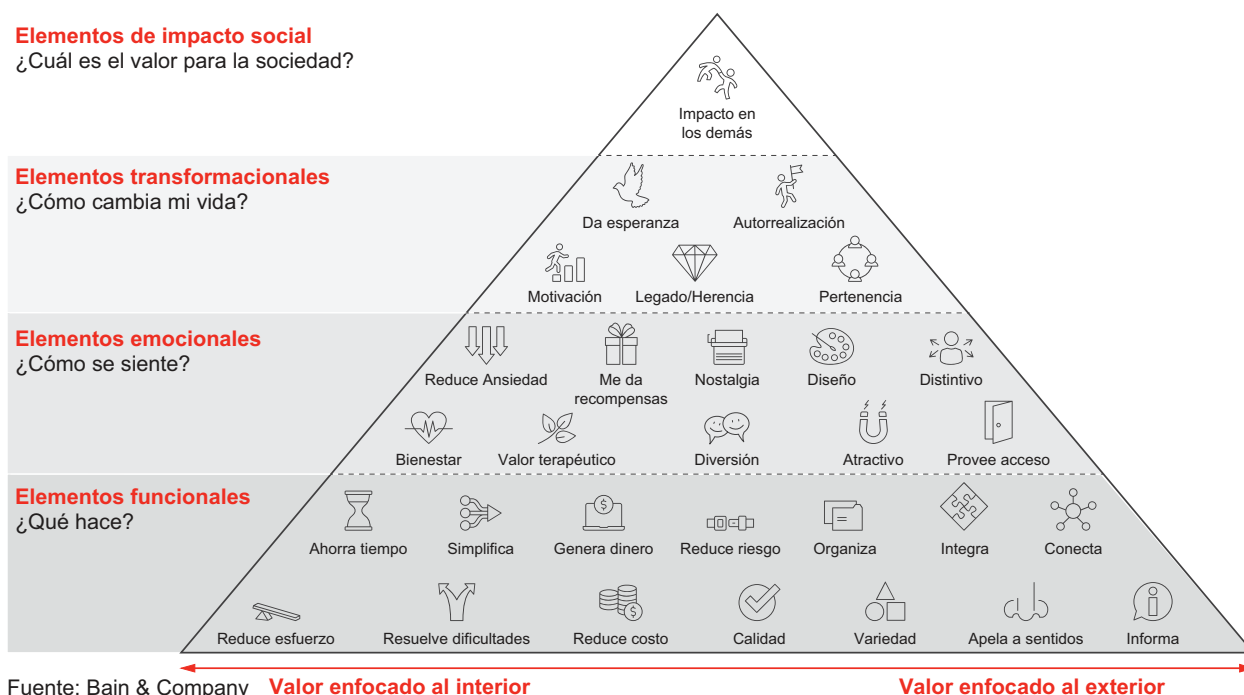 Elementos de impacto social
¿Cuál es el valor para la sociedad?
Impacto en
los demás
Elementos transformacionales
¿Cómo cambia mi vida?
Da esperanza
Autorrealización
Motivación
Legado/Herencia
Pertenencia
Elementos emocionales
¿Cómo se siente?
Reduce Ansiedad
Me da
recompensas
Nostalgia
Diseño
Distintivo
Bienestar
Valor terapéutico
Diversión
Atractivo
Provee acceso
Elementos funcionales
¿Qué hace?
Ahorra tiempo
Simplifica
Genera dinero
Reduce riesgo
Organiza
Integra
Conecta
Reduce esfuerzo
Resuelve dificultades
Reduce costo
Calidad
Variedad
Apela a sentidos
Informa
Fuente: Bain & Company
Valor enfocado al interior
Valor enfocado al exterior